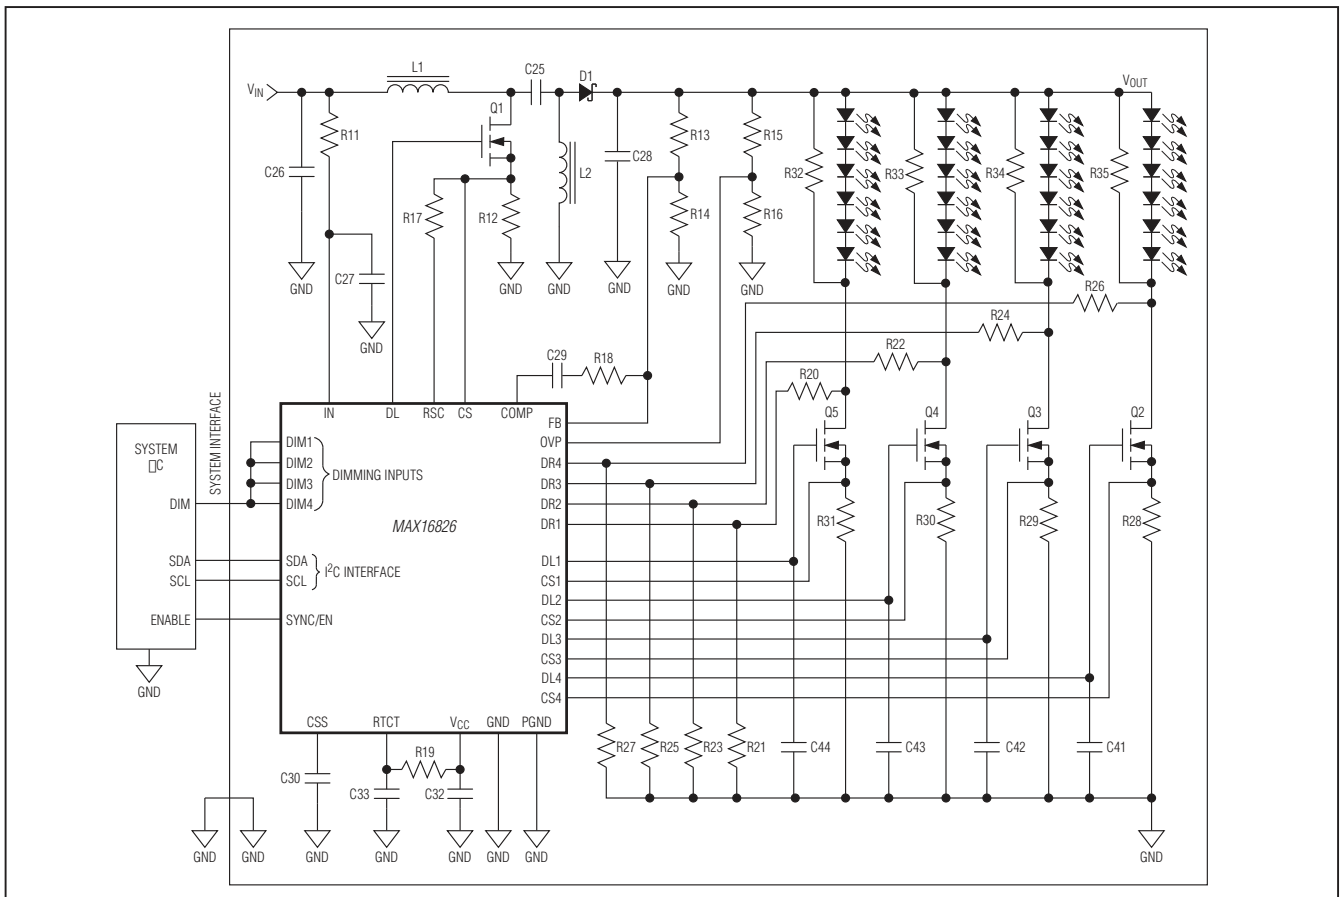 L1
C25
D1
VIN
VOUT
Q1
R11
R13
R15
C26
C28
L2
R32
R33
R34
R35
R17
R12
R14
R16
C27
GND
GND
GND
GND
GND
GND
GND
R26
R24
R22
R20
C29
R18
SYSTEM INTERFACE
IN
DL
RSC
CS
COMP
FB
OVP
DR4
DR3
DR2
DR1
DL1
CS1
DL2
CS2
DL3
CS3
DL4
CS4
Q5
Q4
Q3
Q2
SYSTEM
□C
DIM
SDA
SCL
ENABLE
GND
DIM1
DIM2
DIM3
DIM4
DIMMING INPUTS
MAX16826
SDA
SCL
I2C INTERFACE
SYNC/EN
R31
R30
R29
R28
CSS
RTCT
VCC
GND
PGND
R19
R27
R25
R23
R21
C44
C43
C42
C41
C30
C33
C32
GND
GND
GND
GND
GND
GND
GND
GND